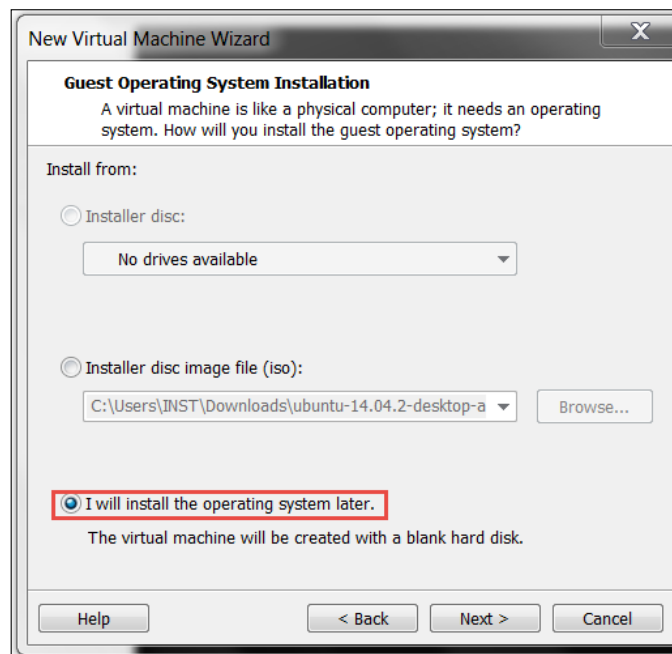 New Virtual Machine Wizard
X
Guest Operating System Installation
A virtual machine is like a physical computer; it needs an operating
system. How will you install the guest operating system?
Install from:
Installer disc:
No drives available
Installer disc image file (iso):
C:\Users\INST\Downloads\ubuntu-14.04.2-desktop-a
Browse...
I will install the operating system later.
The virtual machine will be created with a blank hard disk.
Help
< Back
Next >
Cancel